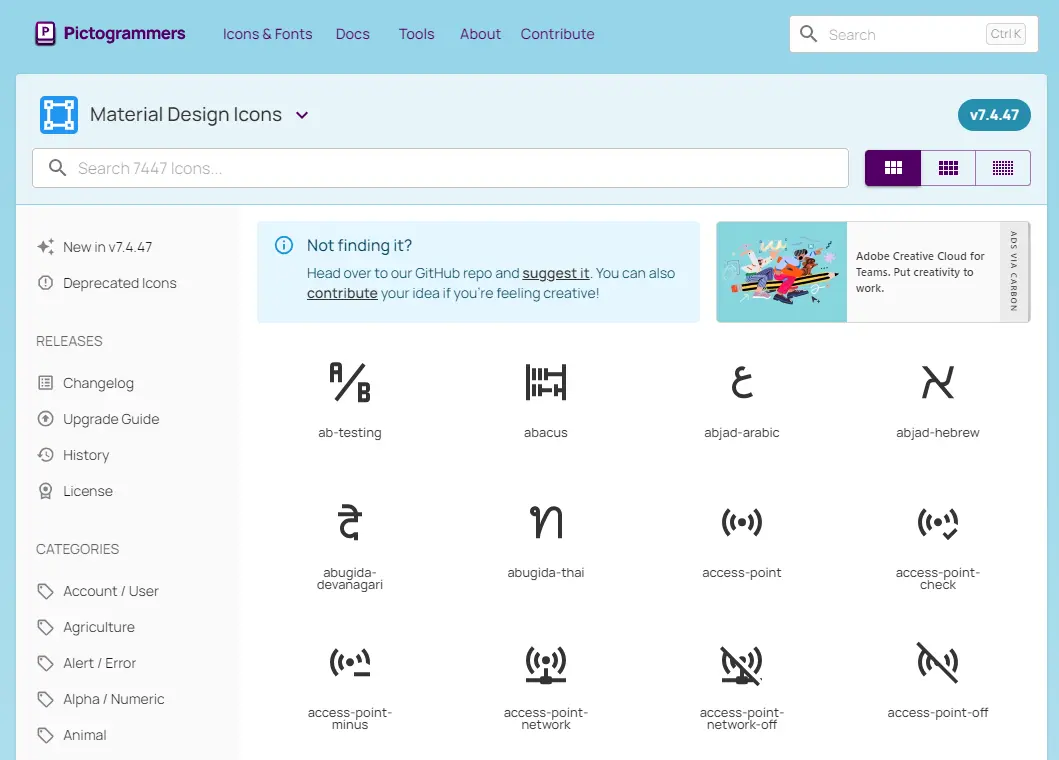 Pictogrammers
Icons & Fonts
Docs
Tools
About
Contribute
Search
Ctrl K
Material Design Icons
v7.4.47
Search 7447 Icons...
New in v7.4.47
Deprecated Icons
RELEASES
Changelog
Upgrade Guide
History
License
CATEGORIES
Account / User
Agriculture
Alert / Error
Alpha / Numeric
Animal
Not finding it?
Head over to our GitHub repo and suggest it. You can also
contribute your idea if you're feeling creative!
Adobe Creative Cloud for
Teams. Put creativity to
work.
ADS VIA CARBON
A/B
ab-testing
abacus
ع
abjad-arabic
א
abjad-hebrew
दे
abugida-
devanagari
ท
abugida-thai
access-point
access-point-
check
access-point-
minus
access-point-
network
access-point-
network-off
access-point-off